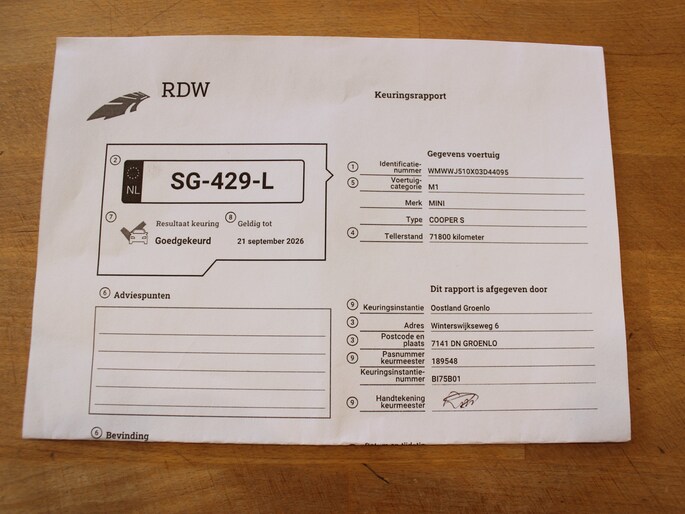 RDW
Keuringsrapport
2
NL
SG-429-L
7
Resultaat keuring
Goedgekeurd
8
Geldig tot
21 september 2026
Gegevens voertuig
1 Identificatie-
nummer WMWWJ510X03D44095
5 Voertuig-
categorie M1
Merk MINI
Type COOPER S
4 Tellerstand 71800 kilometer
6 Adviespunten
Dit rapport is afgegeven door
9 Keuringsinstantie Oostland Groenlo
3 Adres Winterswijkseweg 6
3 Postcode en
plaats 7141 DN GROENLO
9 Pasnummer
keurmeester 189548
Keuringsinstantie-
nummer BI75B01
9 Handtekening
keurmeester
6 Bevinding